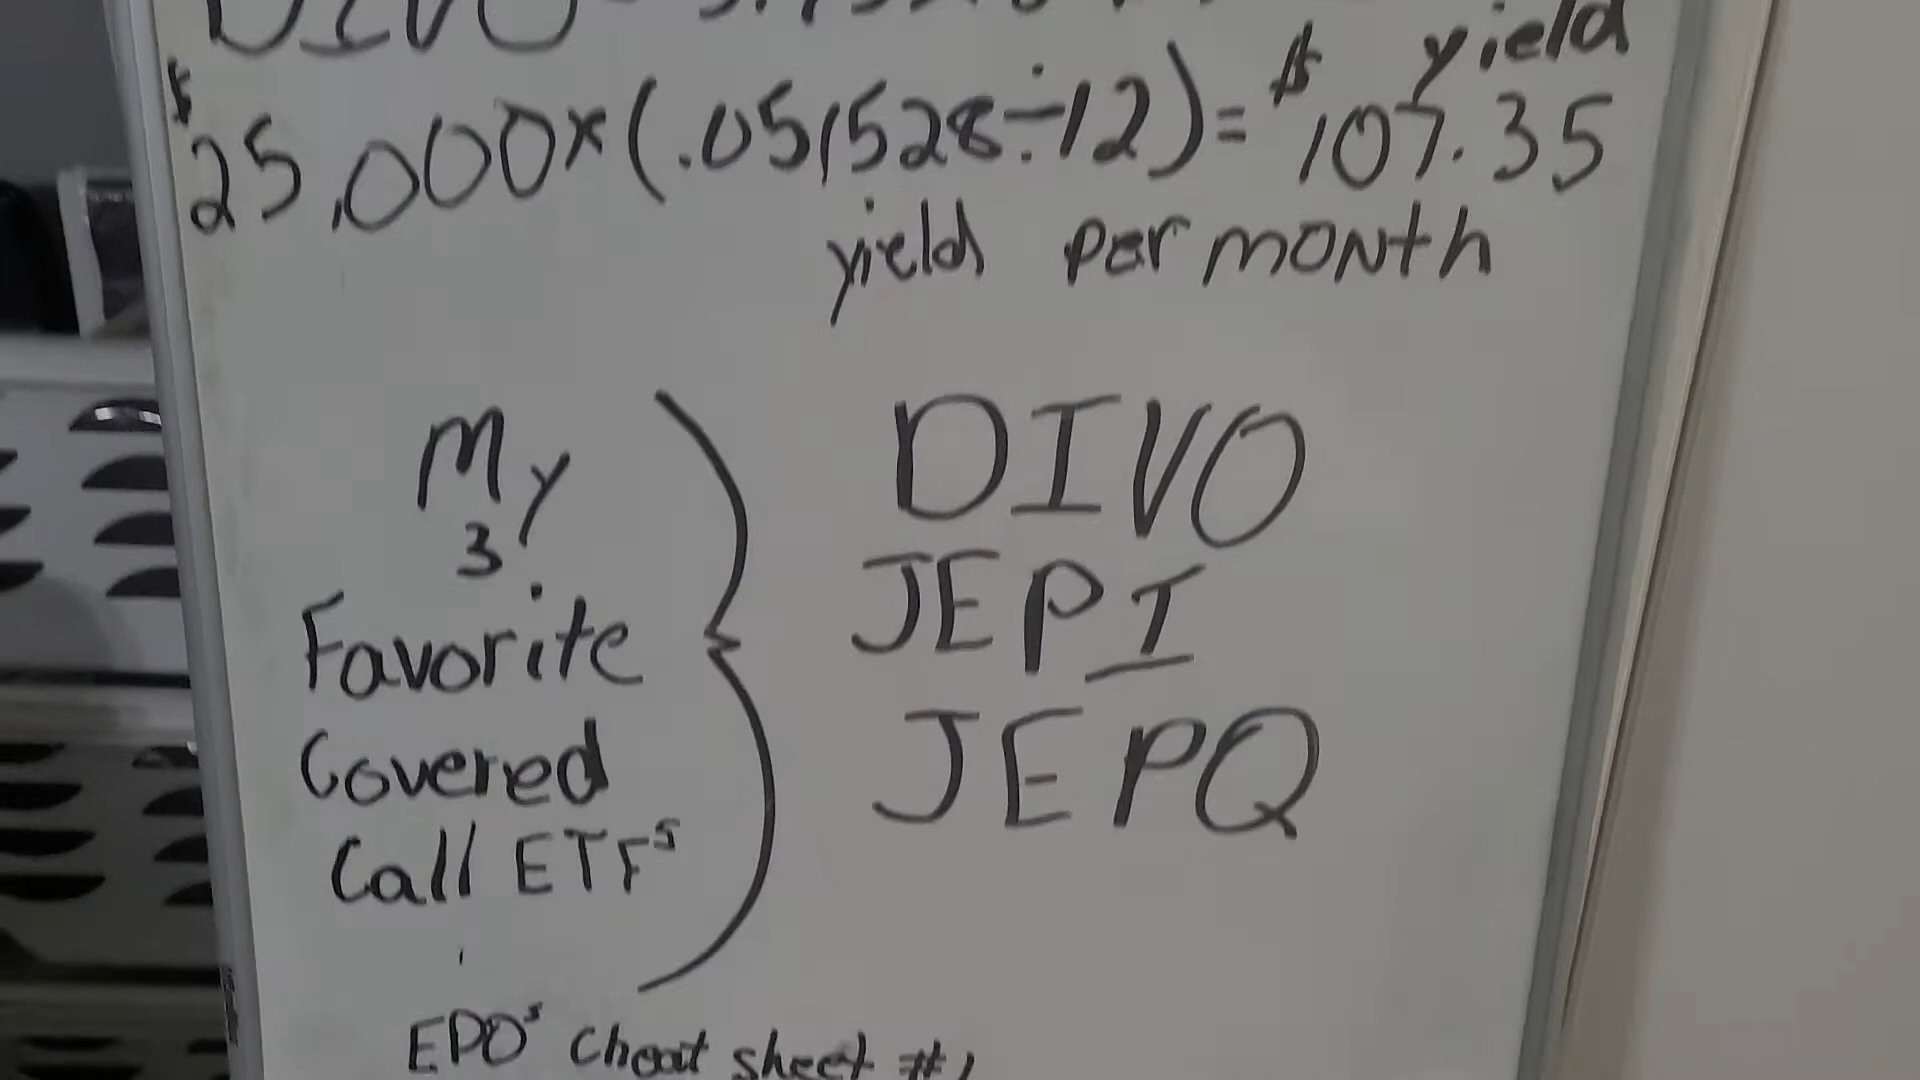 DIVO
yield
$25,000×(.051528÷12)= $107.35
yield per month
My
3
Favorite
Covered
Call ETFs
DIVO
JEPI
JEPQ
EPO's Cheat sheet #1